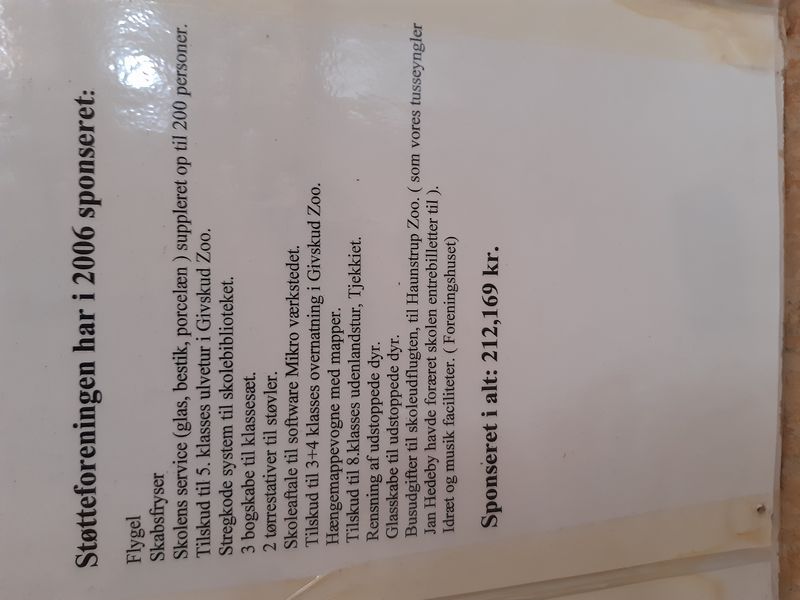 Støtteforeningen har i 2006 sponseret:
Flygel
Skabsfryser
Skolens service (glas, bestik, porcelæn ) suppleret op til 200 personer.
Tilskud til 5. klasses ulvetur i Givskud Zoo.
Stregkode system til skolebiblioteket.
3 bogskabe til klassesæt.
2 tørrestativer til støvler.
Skoleaftale til software Mikro værkstedet.
Tilskud til 3+4 klasses overnatning i Givskud Zoo.
Hængemappevogne med mapper.
Tilskud til 8.klasses udenlandstur, Tjekkiet.
Rensning af udstoppede dyr.
Glasskabe til udstoppede dyr.
Busudgifter til skoleudflugten, til Haunstrup Zoo. ( som vores tusseyngler
Jan Hedeby havde foræret skolen entrebilletter til ).
Idræt og musik faciliteter. ( Foreningshuset)
Sponseret i alt: 212,169 kr.